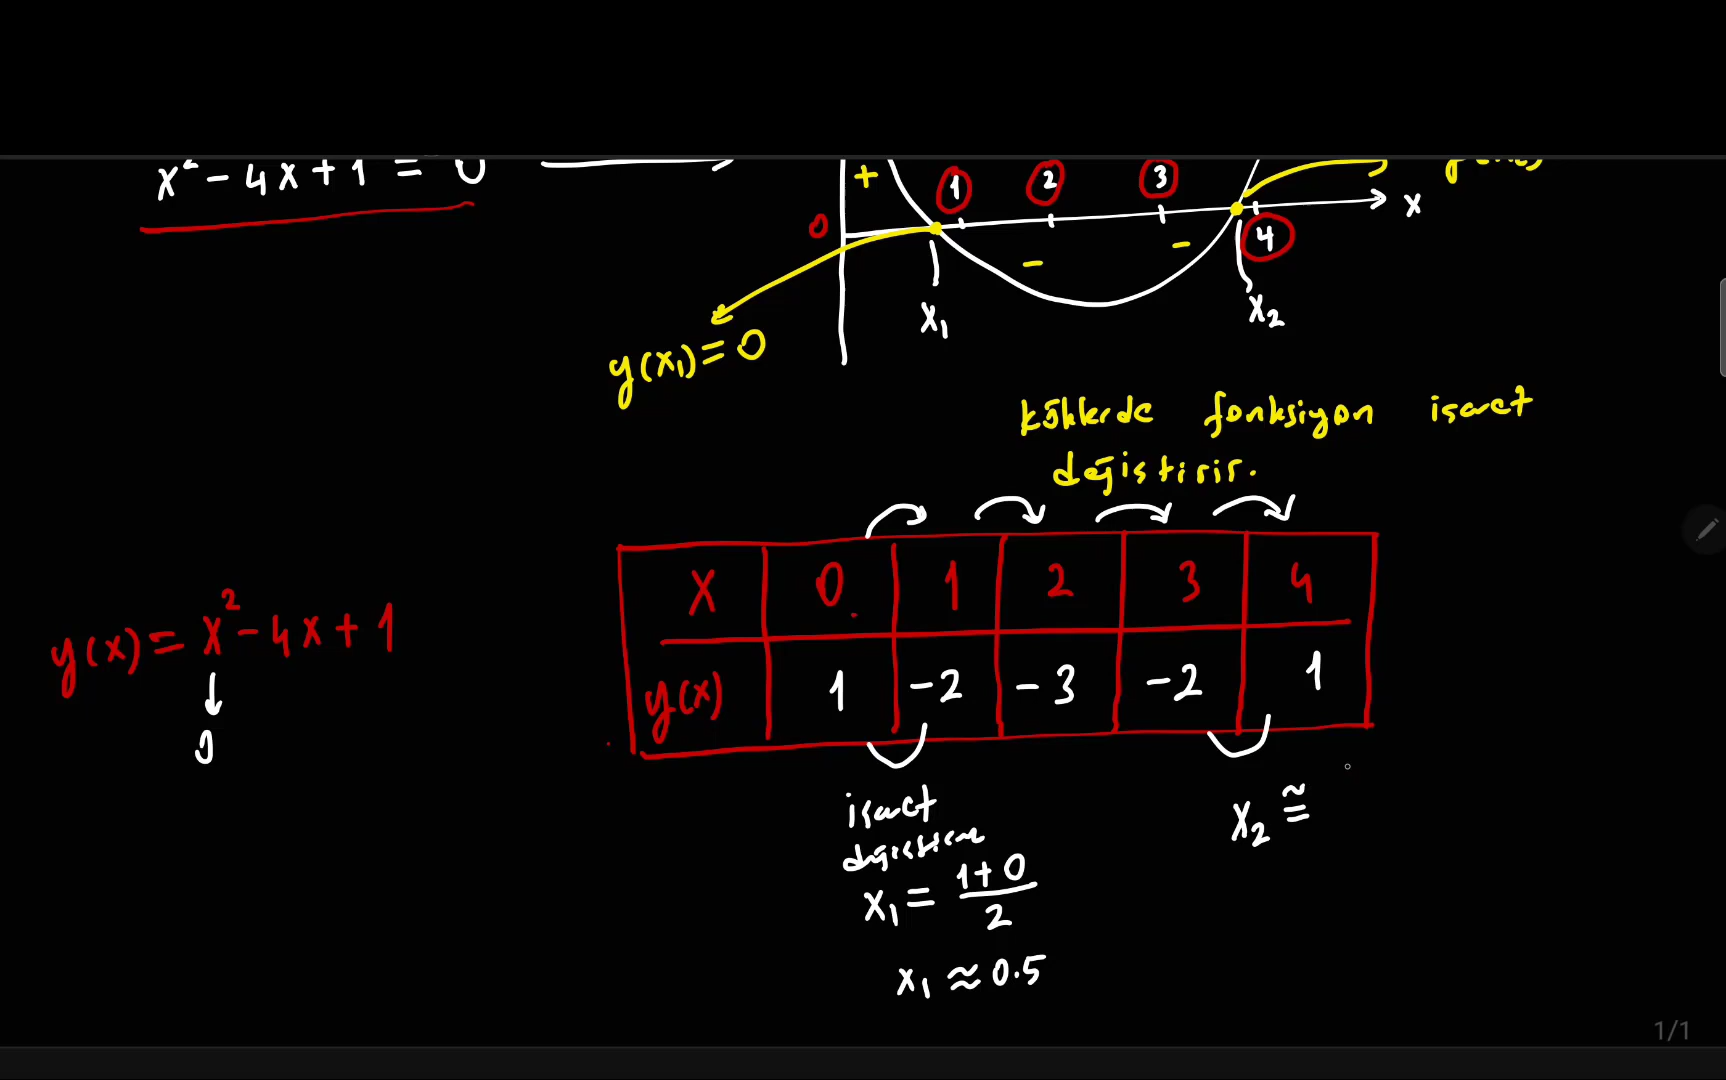 x² - 4x + 1 = 0
+ 1 2 3
0 - - 4 x
x₁ x₂
y(x₁) = 0
köklerde fonksiyon işaret
değiştirir.
x 0 1 2 3 4
y(x) 1 -2 -3 -2 1
y(x) = x² - 4x + 1
↓
0
işaret
değiştirme
x₁ = (1+0)/2
x₁ ≈ 0.5
x₂ ≅
1/1